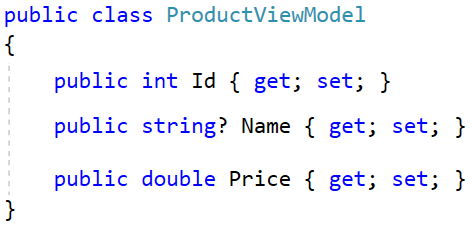 public class ProductViewModel
{
public int Id { get; set; }
public string? Name { get; set; }
public double Price { get; set; }
}